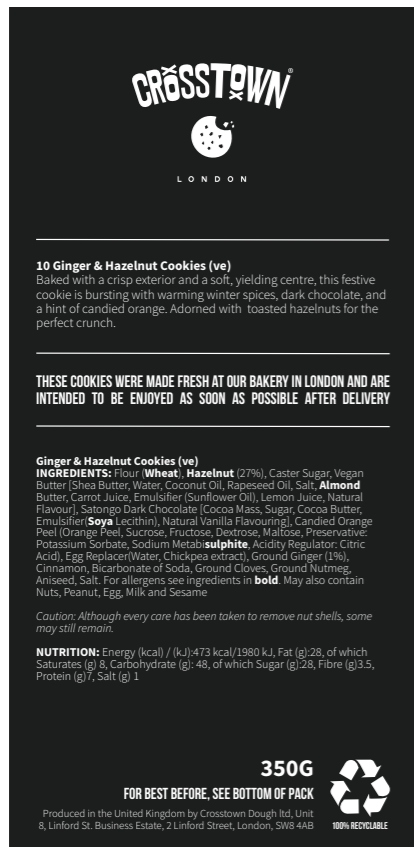 CROSSTOWN®
LONDON
10 Ginger & Hazelnut Cookies (ve)
Baked with a crisp exterior and a soft, yielding centre, this festive
cookie is bursting with warming winter spices, dark chocolate, and
a hint of candied orange. Adorned with toasted hazelnuts for the
perfect crunch.
THESE COOKIES WERE MADE FRESH AT OUR BAKERY IN LONDON AND ARE
INTENDED TO BE ENJOYED AS SOON AS POSSIBLE AFTER DELIVERY
Ginger & Hazelnut Cookies (ve)
INGREDIENTS: Flour (Wheat), Hazelnut (27%), Caster Sugar, Vegan
Butter [Shea Butter, Water, Coconut Oil, Rapeseed Oil, Salt, Almond
Butter, Carrot Juice, Emulsifier (Sunflower Oil), Lemon Juice, Natural
Flavour], Satongo Dark Chocolate [Cocoa Mass, Sugar, Cocoa Butter,
Emulsifier(Soya Lecithin), Natural Vanilla Flavouring], Candied Orange
Peel (Orange Peel, Sucrose, Fructose, Dextrose, Maltose, Preservative:
Potassium Sorbate, Sodium Metabisulphite, Acidity Regulator: Citric
Acid), Egg Replacer(Water, Chickpea extract), Ground Ginger (1%),
Cinnamon, Bicarbonate of Soda, Ground Cloves, Ground Nutmeg,
Aniseed, Salt. For allergens see ingredients in bold. May also contain
Nuts, Peanut, Egg, Milk and Sesame
Caution: Although every care has been taken to remove nut shells, some
may still remain.
NUTRITION: Energy (kcal) / (kJ):473 kcal/1980 kJ, Fat (g):28, of which
Saturates (g) 8, Carbohydrate (g): 48, of which Sugar (g):28, Fibre (g)3.5,
Protein (g)7, Salt (g) 1
350G
FOR BEST BEFORE, SEE BOTTOM OF PACK
Produced in the United Kingdom by Crosstown Dough ltd, Unit
8, Linford St. Business Estate, 2 Linford Street, London, SW8 4AB
100% RECYCLABLE